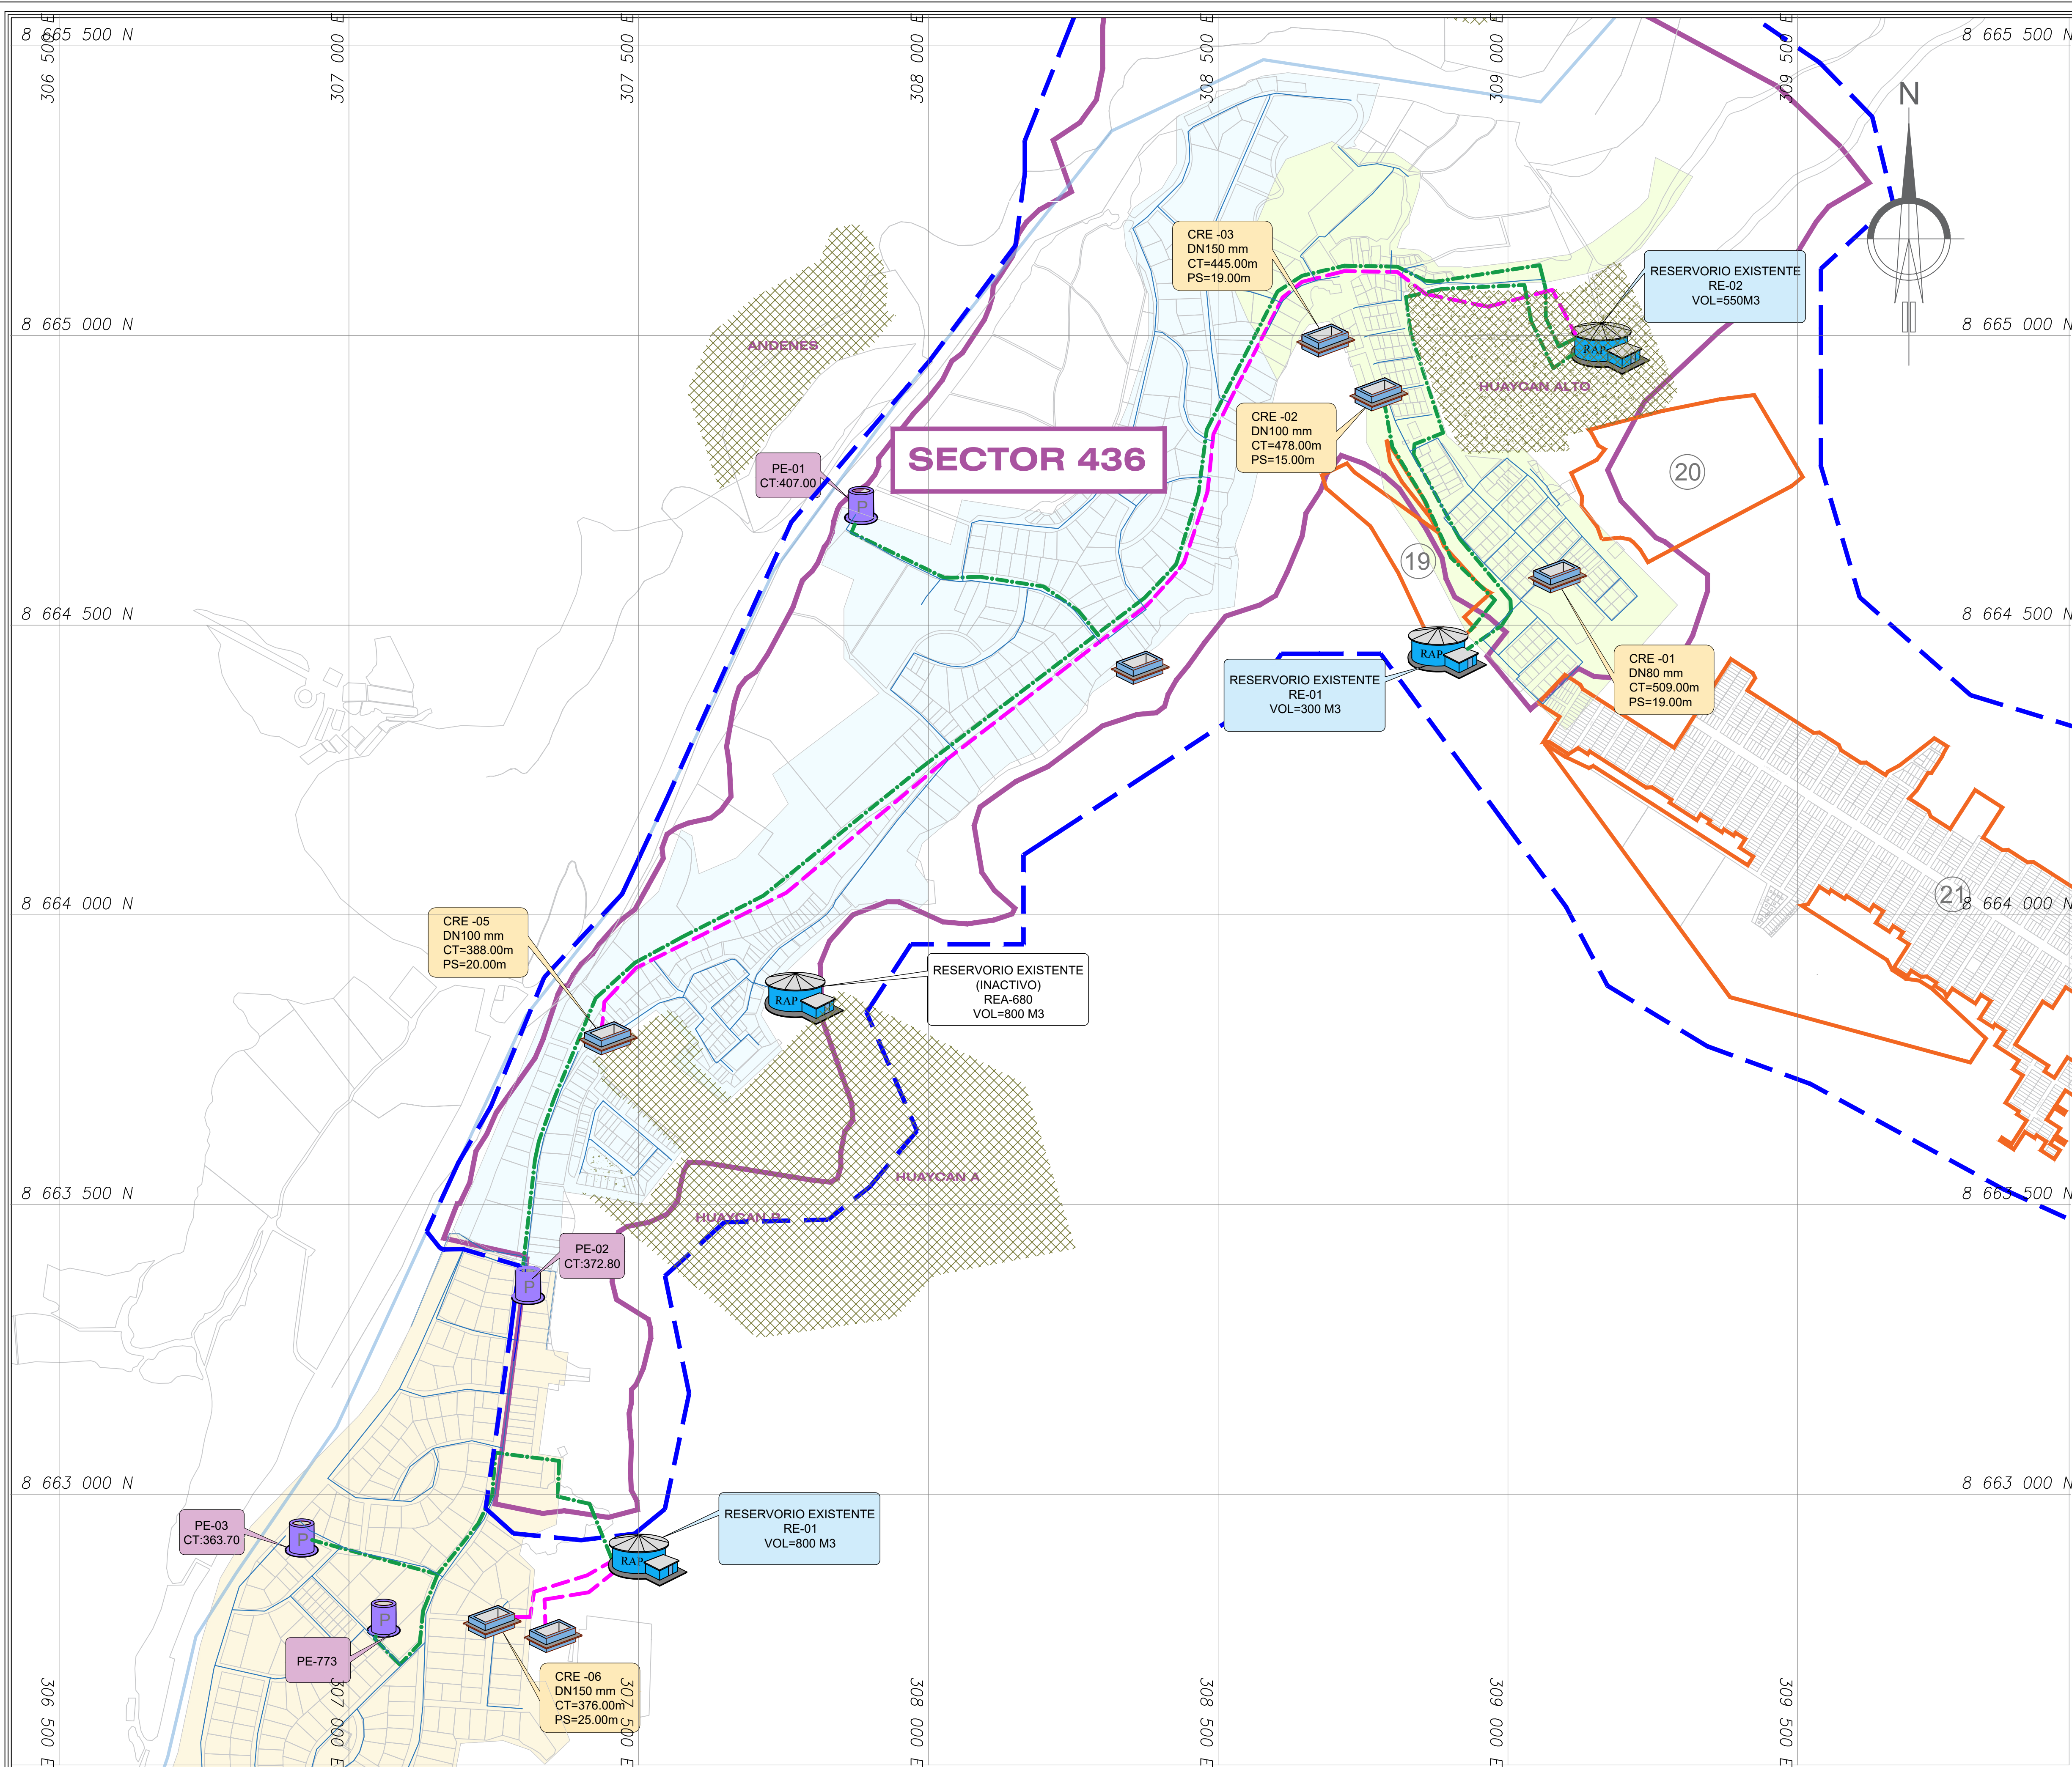 306 500 E
307 000 E
307 500 E
308 000 E
308 500 E
309 000 E
309 500 E
8 665 500 N
8 665 500 N
N
CRE -03
DN150 mm
CT=445.00m
PS=19.00m
RESERVORIO EXISTENTE
RE-02
VOL=550M3
8 665 000 N
8 665 000 N
ANDENES
RAP
HUAYCAN ALTO
CRE -02
DN100 mm
CT=478.00m
PS=15.00m
SECTOR 436
PE-01
CT:407.00
P
20
19
8 664 500 N
8 664 500 N
RAP
RESERVORIO EXISTENTE
RE-01
VOL=300 M3
CRE -01
DN80 mm
CT=509.00m
PS=19.00m
21
8 664 000 N
8 664 000 N
CRE -05
DN100 mm
CT=388.00m
PS=20.00m
RAP
RESERVORIO EXISTENTE
(INACTIVO)
REA-680
VOL=800 M3
HUAYCAN A
HUAYCAN B
8 663 500 N
8 663 500 N
PE-02
CT:372.80
P
8 663 000 N
8 663 000 N
PE-03
CT:363.70
P
RESERVORIO EXISTENTE
RE-01
VOL=800 M3
RAP
P
PE-773
CRE -06
DN150 mm
CT=376.00m
PS=25.00m
306 500 E
307 000 E
307 500 E
308 000 E
308 500 E
309 000 E
309 500 E